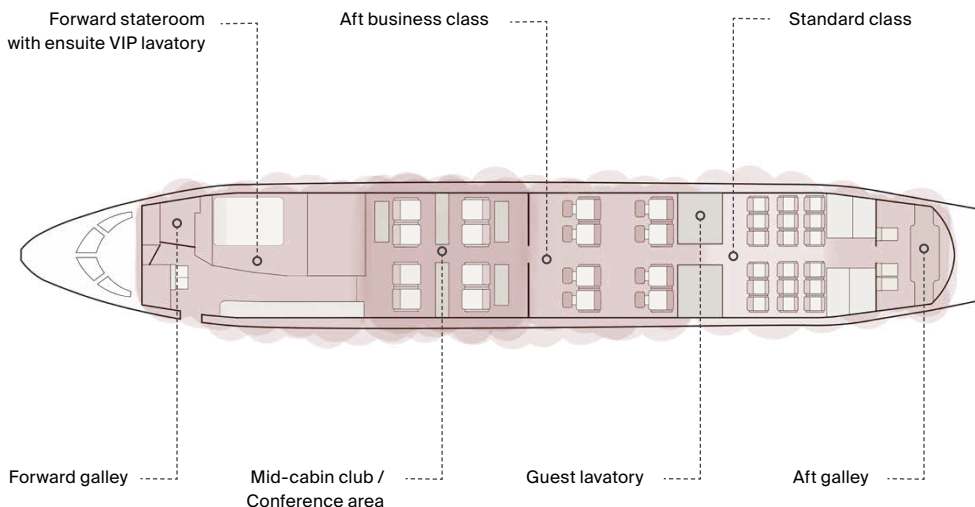 Forward stateroom
with ensuite VIP lavatory
Aft business class
Standard class
Forward galley
Mid-cabin club /
Conference area
Guest lavatory
Aft galley